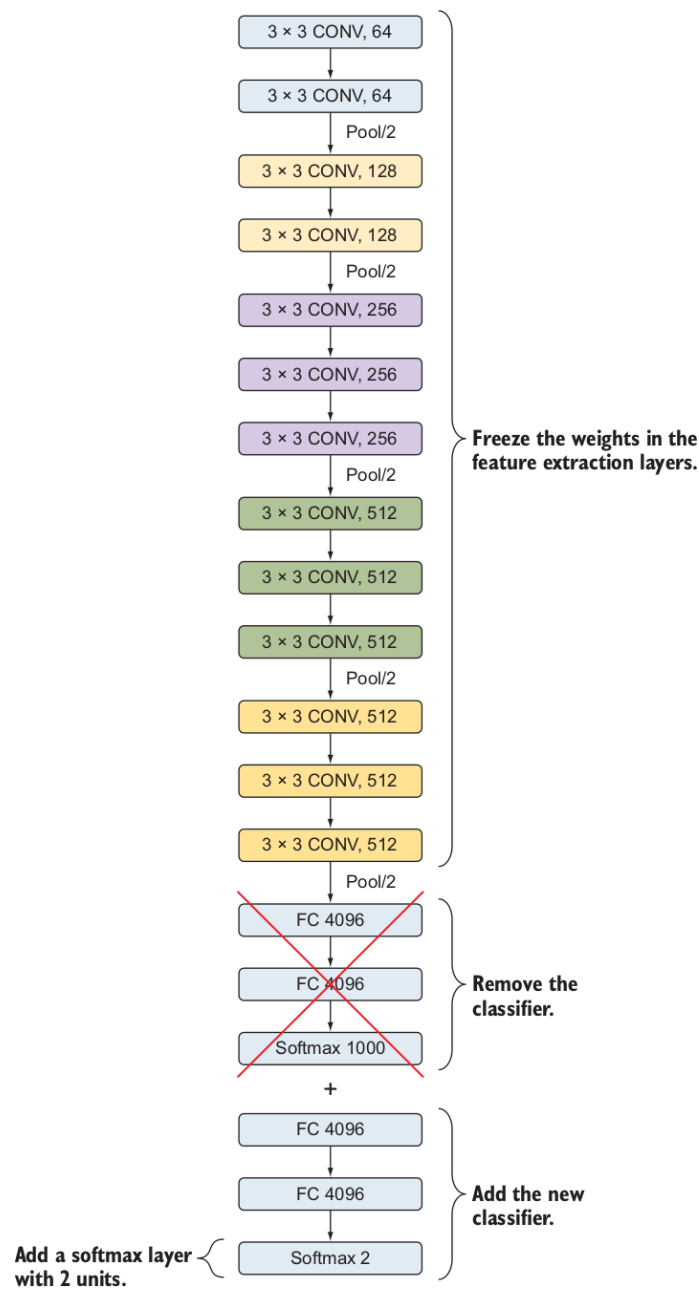 3 × 3 CONV, 64
3 × 3 CONV, 64
Pool/2
3 × 3 CONV, 128
3 × 3 CONV, 128
Pool/2
3 × 3 CONV, 256
3 × 3 CONV, 256
3 × 3 CONV, 256
Freeze the weights in the
feature extraction layers.
Pool/2
3 × 3 CONV, 512
3 × 3 CONV, 512
3 × 3 CONV, 512
Pool/2
3 × 3 CONV, 512
3 × 3 CONV, 512
3 × 3 CONV, 512
Pool/2
FC 4096
FC 4096
Remove the
classifier.
Softmax 1000
+
FC 4096
FC 4096
Add the new
classifier.
Add a softmax layer
with 2 units.
Softmax 2